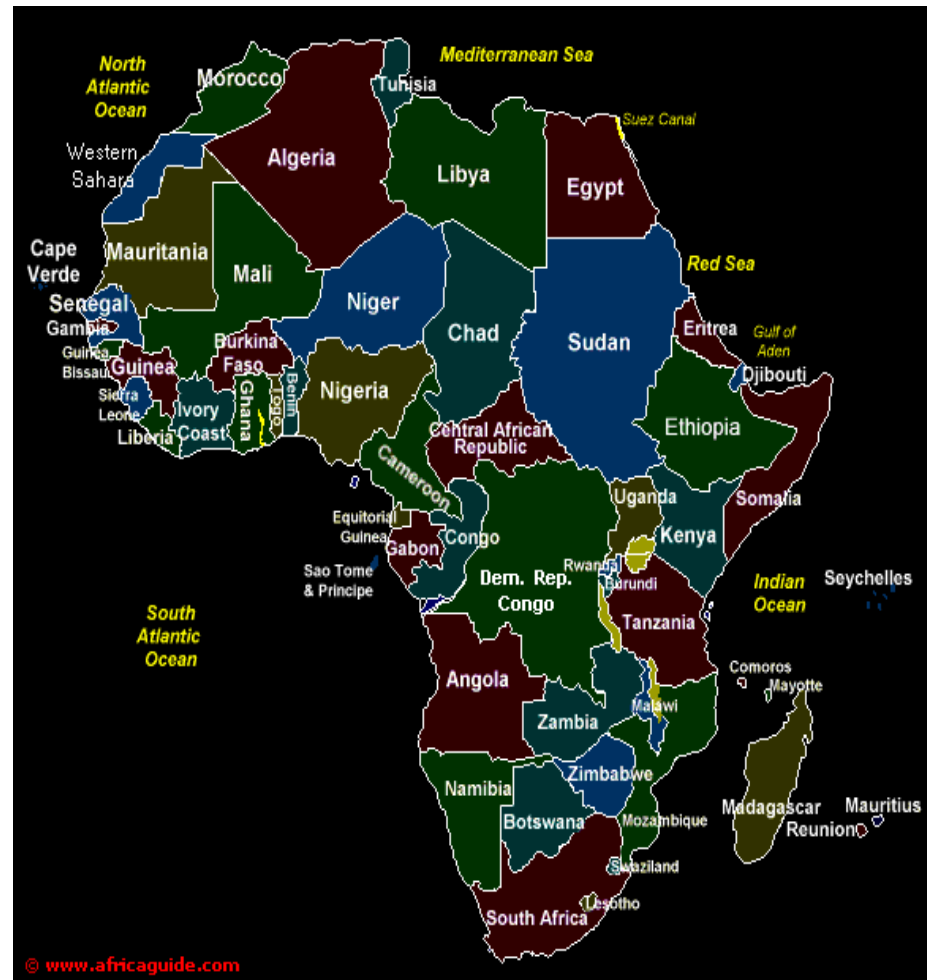 North
Atlantic
Ocean
Mediterranean Sea
Morocco
Tunisia
Suez Canal
Western
Sahara
Algeria
Libya
Egypt
Cape
Verde
Mauritania
Mali
Niger
Chad
Sudan
Red Sea
Senegal
Gambia
Guinea
Bissau
Guinea
Burkina
Faso
Eritrea
Gulf of
Aden
Djibouti
Sierra
Leone
Liberia
Ivory
Coast
Ghana
Togo
Benin
Nigeria
Central African
Republic
Ethiopia
Cameroon
Somalia
Uganda
Kenya
Equitorial
Guinea
Gabon
Congo
Sao Tome
& Principe
Dem. Rep.
Congo
Rwanda
Burundi
Tanzania
Indian
Ocean
Seychelles
South
Atlantic
Ocean
Angola
Zambia
Malawi
Comoros
Mayotte
Namibia
Zimbabwe
Botswana
Mozambique
Madagascar
Mauritius
Reunion
Swaziland
Lesotho
South Africa
© www.africaguide.com